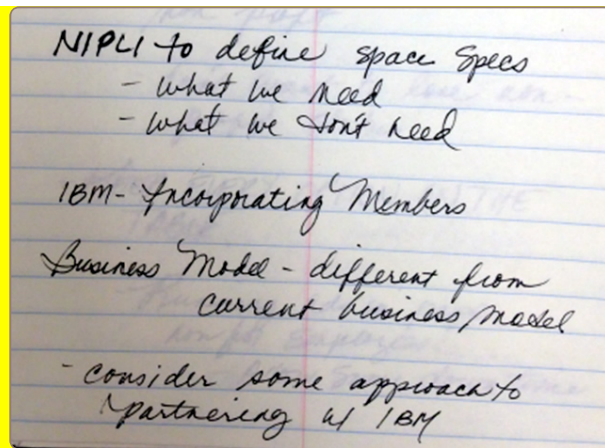 NIPLI to define space specs
- what we need
- what we don't need
IBM - Incorporating Members
Business Model - different from
current business model
- consider some approach to
partnering w/ IBM